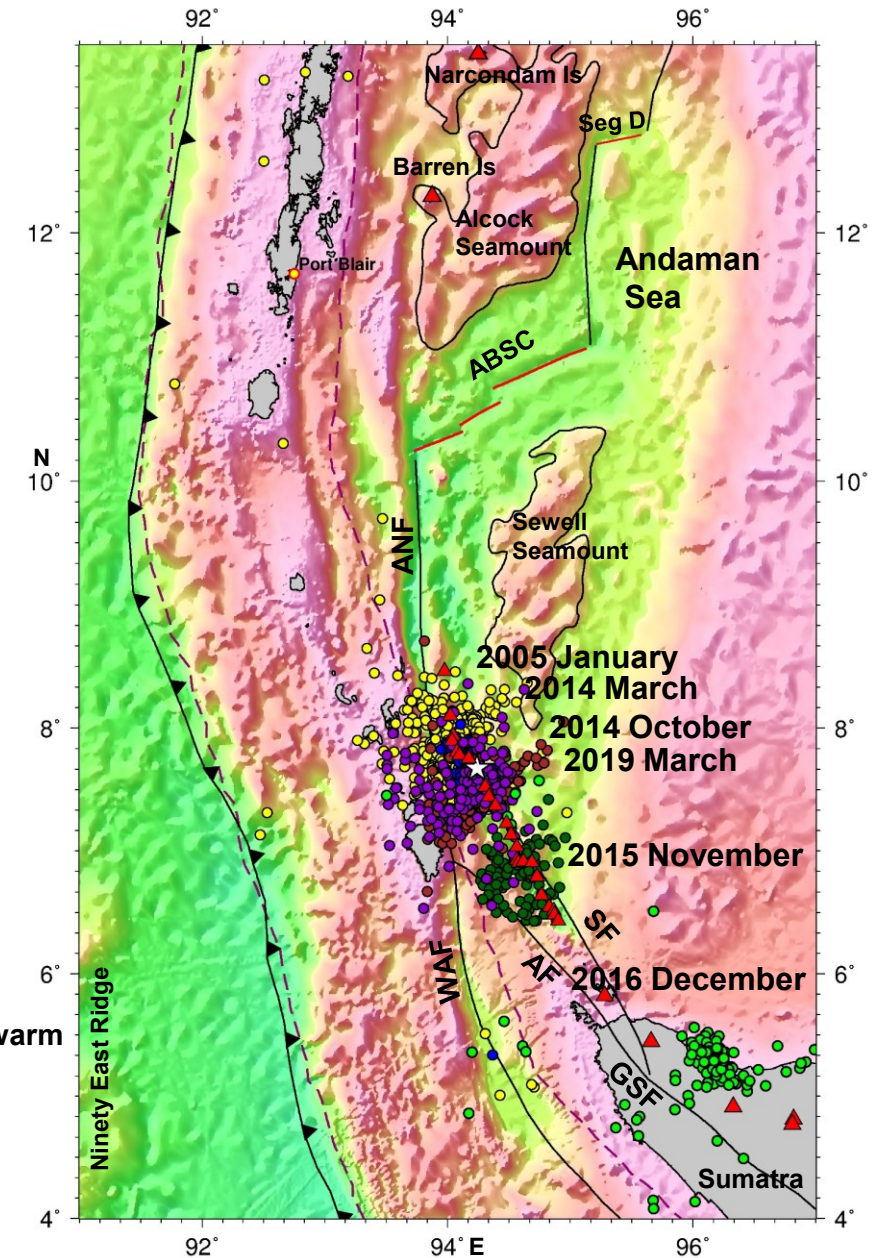 92° 94° 96°
Narcondam Is
Seg D
Barren Is
Alcock
Seamount
12° 12°
Port Blair
Andaman
Sea
ABSC
N
10° 10°
Sewell
Seamount
ANF
2005 January
2014 March
8° 8°
2014 October
2019 March
2015 November
SF
WAF
AF
6° 6°
2016 December
varm
Ninety East Ridge
GSF
Sumatra
4° 4°
92° 94° E 96°